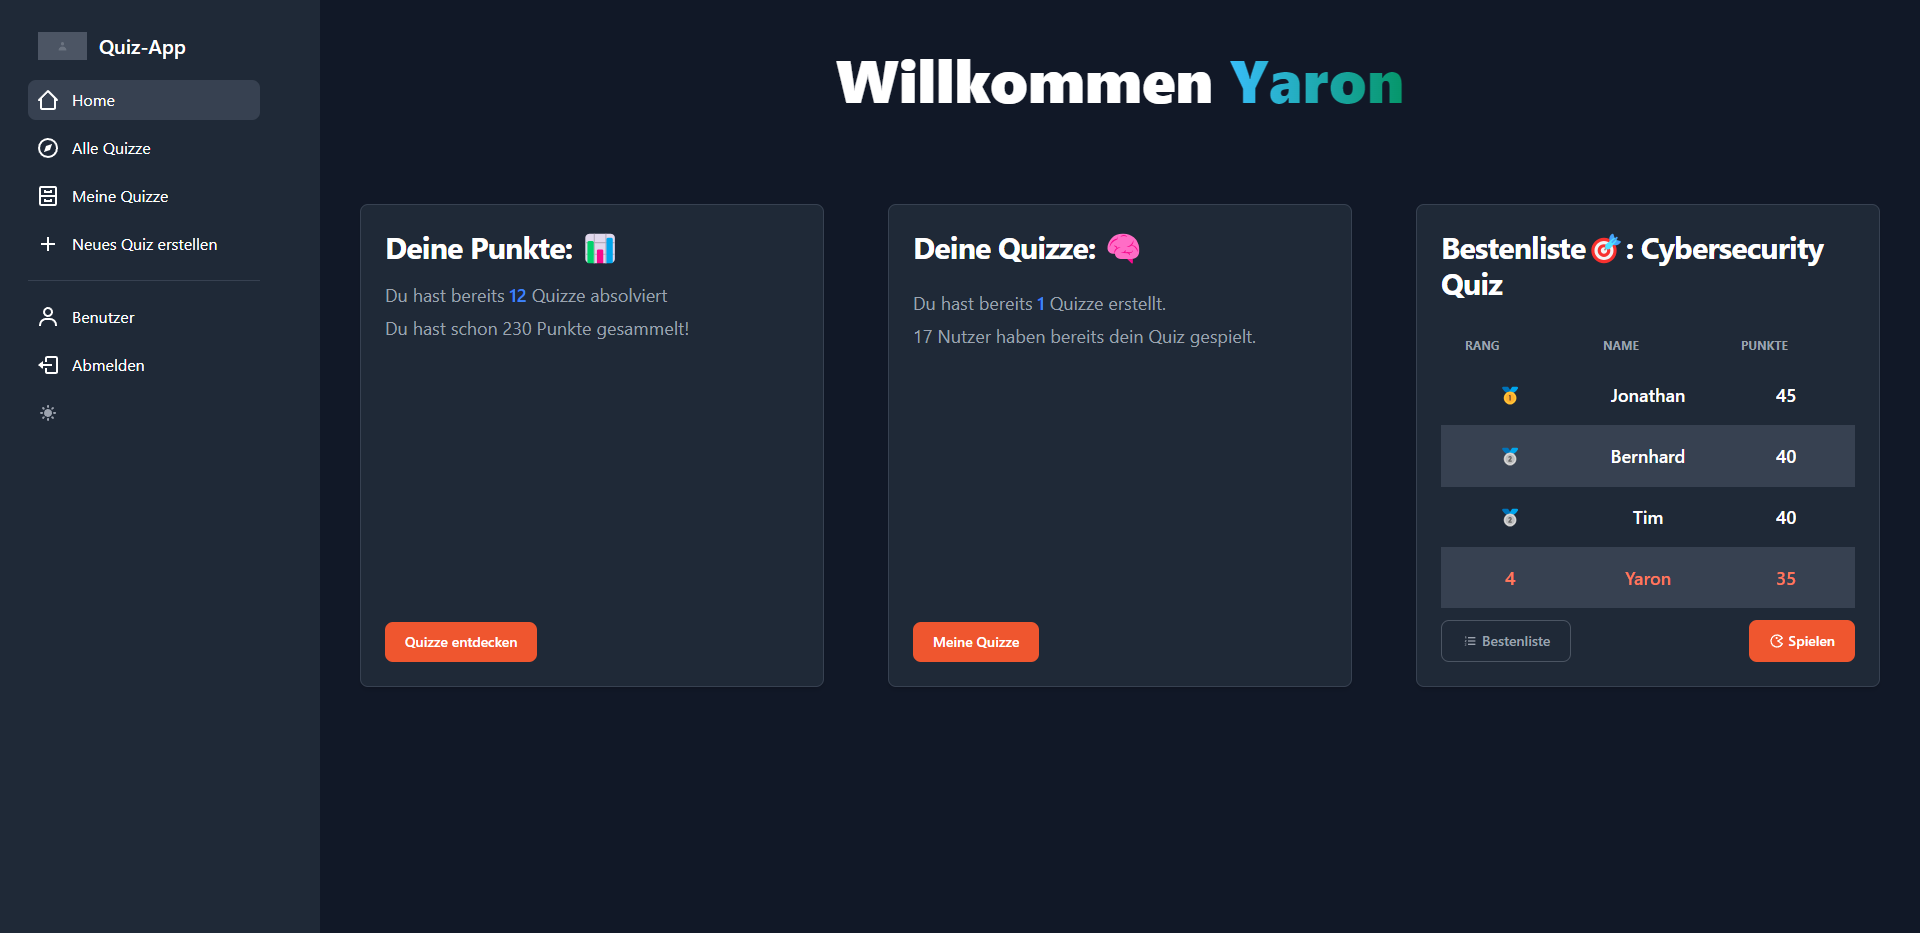 Quiz-App
Home
Alle Quizze
Meine Quizze
Neues Quiz erstellen
Benutzer
Abmelden
Willkommen Yaron
Deine Punkte:
Du hast bereits 12 Quizze absolviert
Du hast schon 230 Punkte gesammelt!
Quizze entdecken
Deine Quizze:
Du hast bereits 1 Quizze erstellt.
17 Nutzer haben bereits dein Quiz gespielt.
Meine Quizze
Bestenliste🎯: Cybersecurity
Quiz
RANG NAME PUNKTE
🥇 Jonathan 45
🥈 Bernhard 40
🥈 Tim 40
4 Yaron 35
Bestenliste Spielen